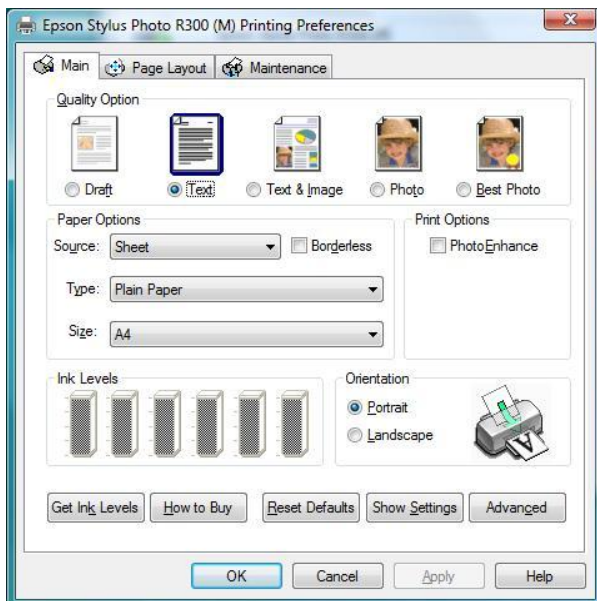 Epson Stylus Photo R300 (M) Printing Preferences
Main Page Layout Maintenance
Quality Option
Draft Text Text & Image Photo Best Photo
Paper Options Print Options
Source: Sheet Borderless PhotoEnhance
Type: Plain Paper
Size: A4
Ink Levels Orientation
Portrait
Landscape
Get Ink Levels How to Buy Reset Defaults Show Settings Advanced
OK Cancel Apply Help